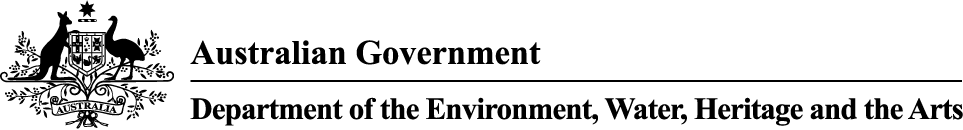 Australian Government
Department of the Environment, Water, Heritage and the Arts
AUSTRALIA